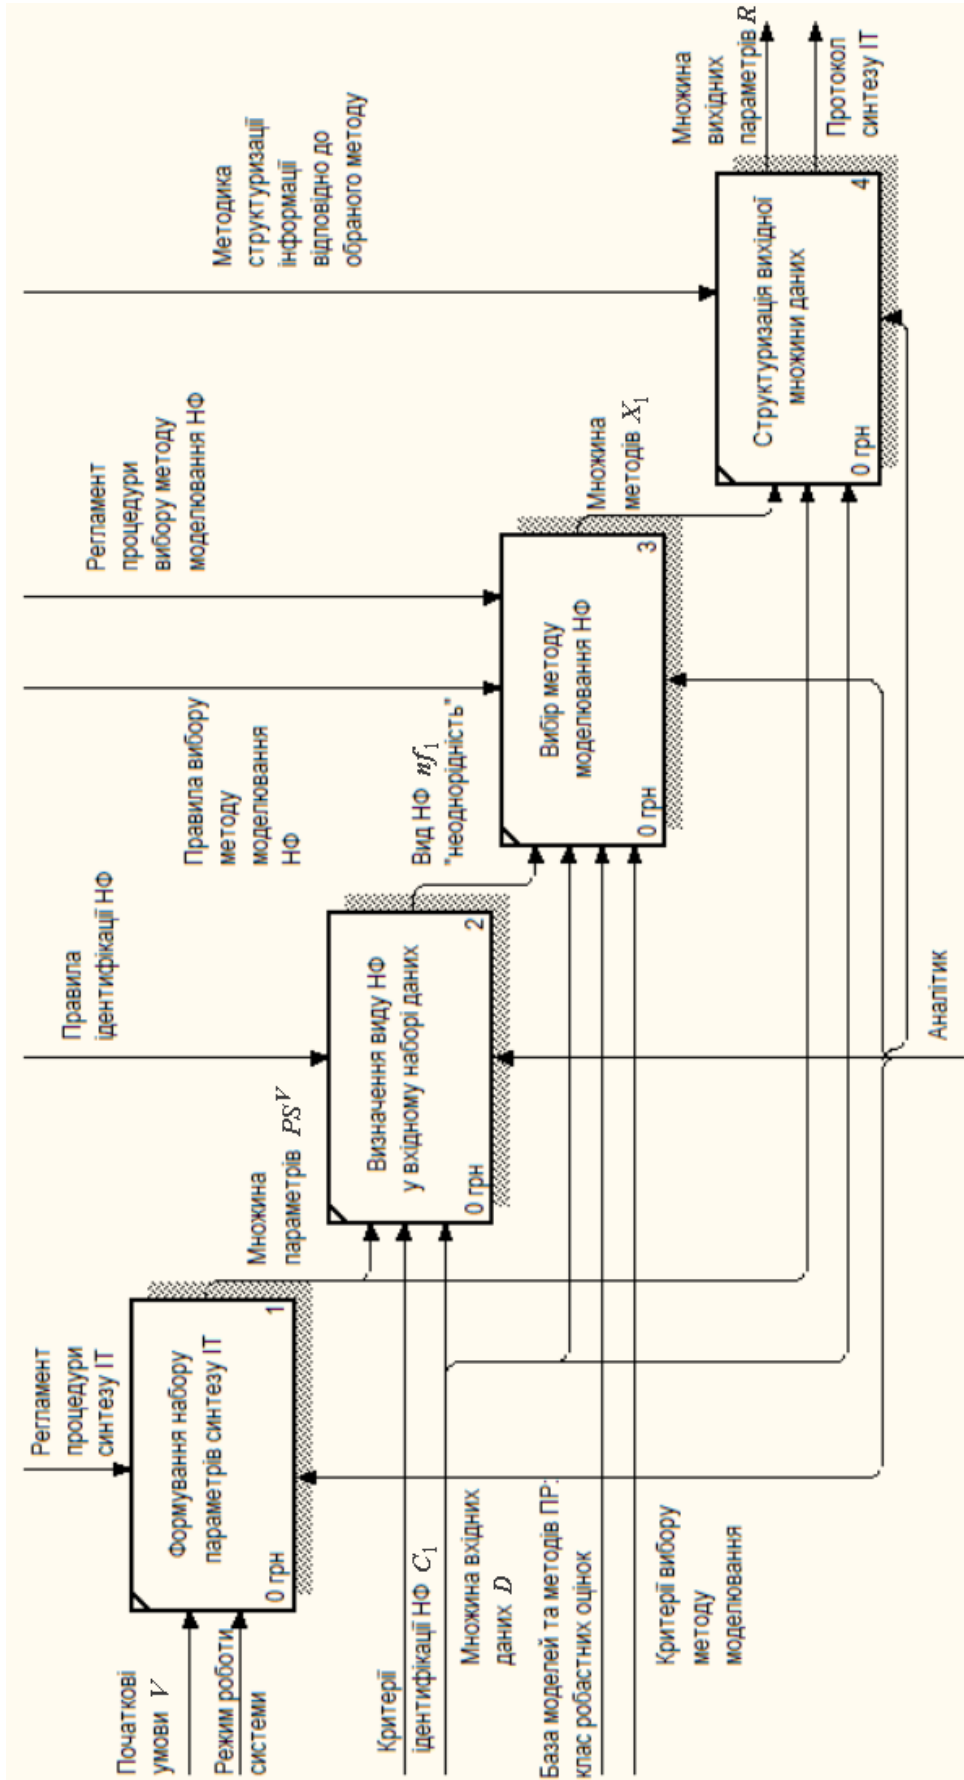 Початкові
умови V
Режим роботи
системи
Регламент
процедури
синтезу ІТ
Формування набору
параметрів синтезу ІТ
0 грн
1
Множина
параметрів PS^V
Критерії
ідентифікації НФ C₁
Множина вхідних
даних D
База моделей та методів ПР:
клас робастних оцінок
Критерії вибору
методу
моделювання
Правила
ідентифікації НФ
Визначення виду НФ
у вхідному наборі даних
0 грн
2
Вид НФ nf₁
"неоднорідність"
Правила вибору
методу
моделювання
НФ
Регламент
процедури
вибору методу
моделювання НФ
Вибір методу
моделювання НФ
0 грн
3
Множина
методів X₁
Методика
структуризації
інформації
відповідно до
обраного методу
Структуризація вихідної
множини даних
0 грн
4
Множина
вихідних
параметрів R
Протокол
синтезу ІТ
Аналітик